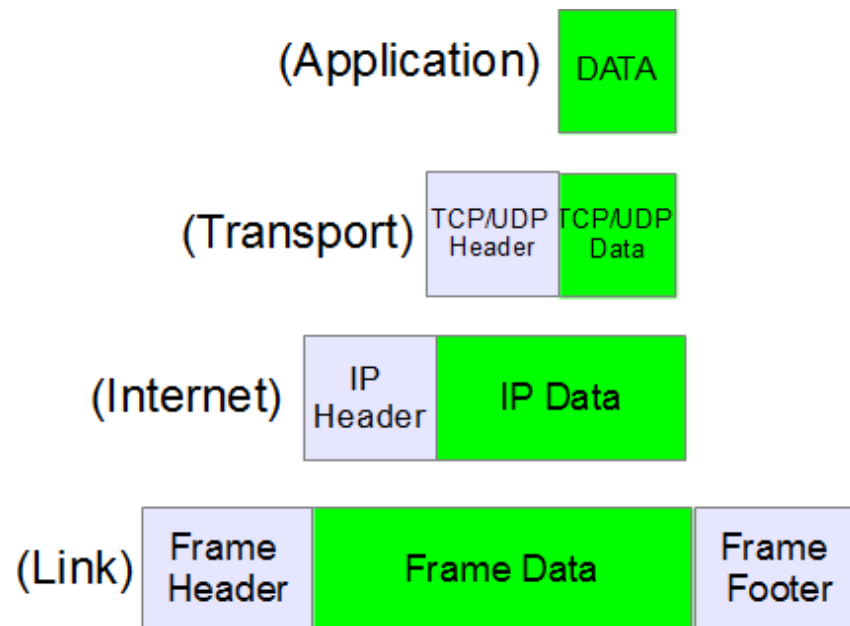 (Application) DATA
(Transport) TCP/UDP Header TCP/UDP Data
(Internet) IP Header IP Data
(Link) Frame Header Frame Data Frame Footer